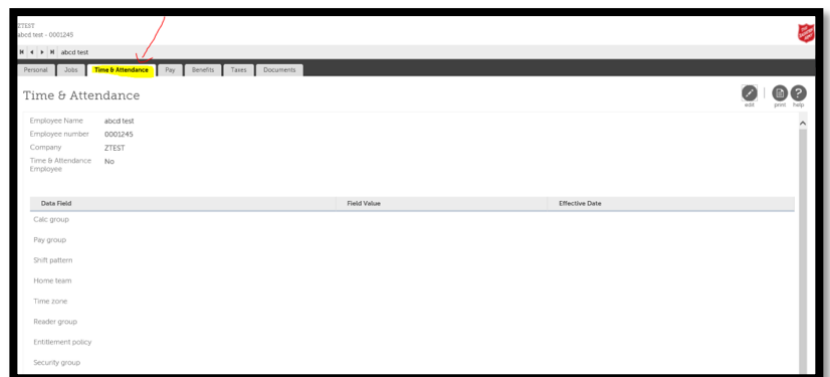 ZTEST
abcd test - 0001245
abcd test
Personal Jobs Time & Attendance Pay Benefits Taxes Documents
Time & Attendance
edit print help
Employee Name abcd test
Employee number 0001245
Company ZTEST
Time & Attendance No
Employee
Data Field Field Value Effective Date
Calc group
Pay group
Shift pattern
Home team
Time zone
Reader group
Entitlement policy
Security group